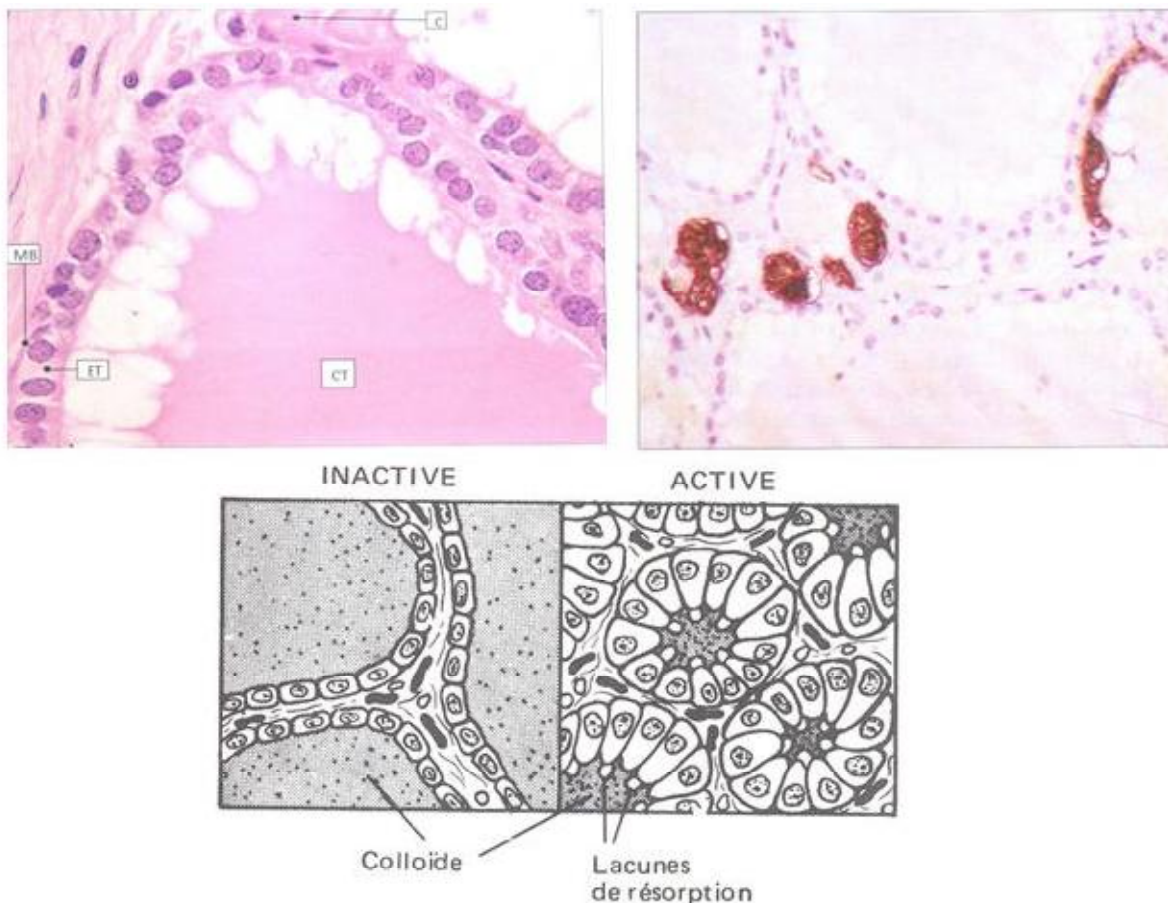 C
MB
ET
CT
INACTIVE
ACTIVE
Colloïde
Lacunes
de résorption